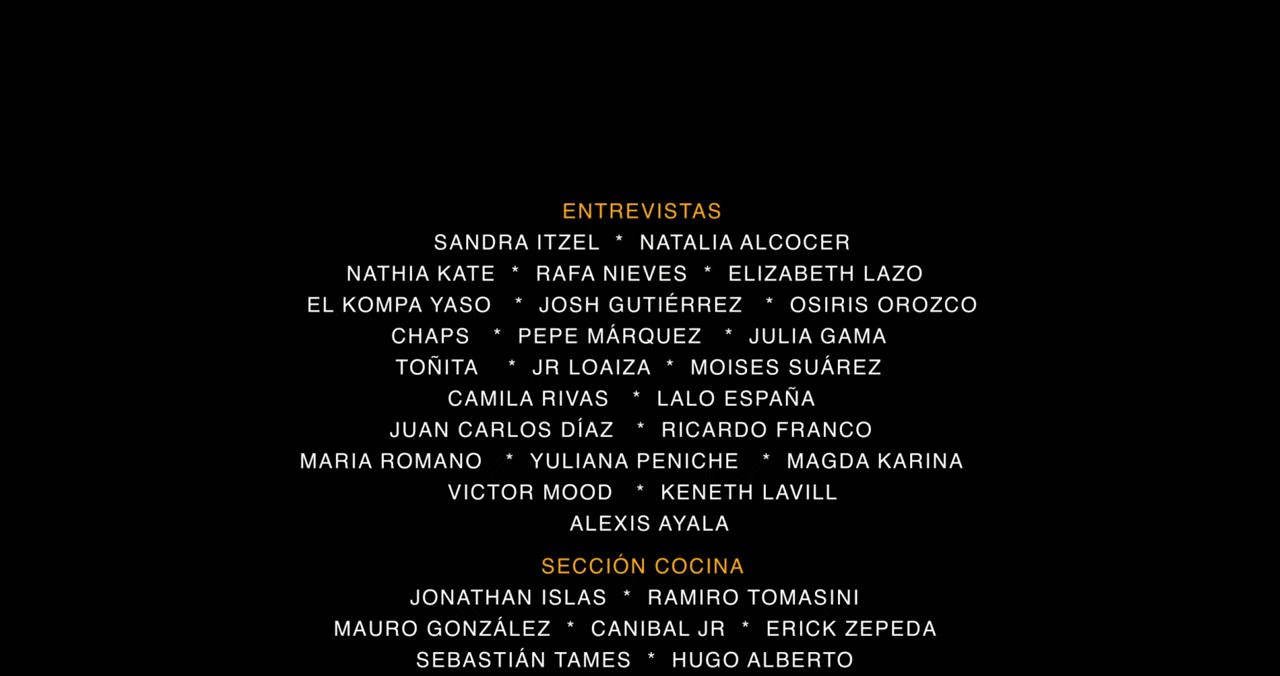 ENTREVISTAS
SANDRA ITZEL * NATALIA ALCOCER
NATHIA KATE * RAFA NIEVES * ELIZABETH LAZO
EL KOMPA YASO * JOSH GUTIÉRREZ * OSIRIS OROZCO
CHAPS * PEPE MÁRQUEZ * JULIA GAMA
TOÑITA * JR LOAIZA * MOISES SUÁREZ
CAMILA RIVAS * LALO ESPAÑA
JUAN CARLOS DÍAZ * RICARDO FRANCO
MARIA ROMANO * YULIANA PENICHE * MAGDA KARINA
VICTOR MOOD * KENETH LAVILL
ALEXIS AYALA
SECCIÓN COCINA
JONATHAN ISLAS * RAMIRO TOMASINI
MAURO GONZÁLEZ * CANIBAL JR * ERICK ZEPEDA
SEBASTIÁN TAMES * HUGO ALBERTO